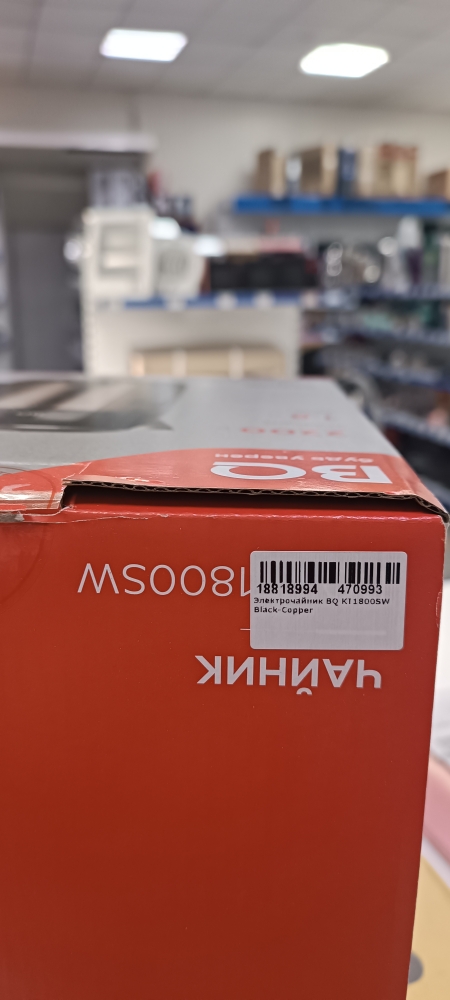 BQ
будь уверен
1800SW
18818994 470993
Электрочайник BQ KT1800SW
Black-Copper
ЧАЙНИК